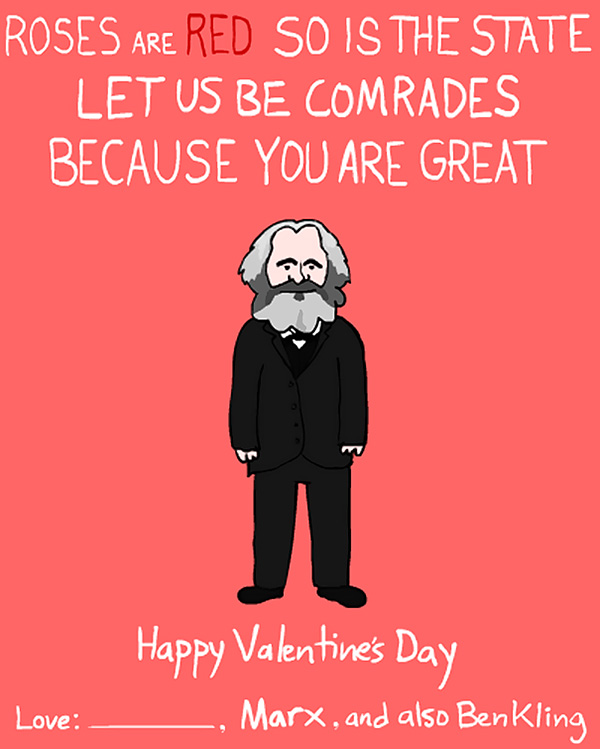 ROSES ARE RED SO IS THE STATE
LET US BE COMRADES
BECAUSE YOU ARE GREAT
Happy Valentine's Day
Love: ________, Marx, and also Ben Kling